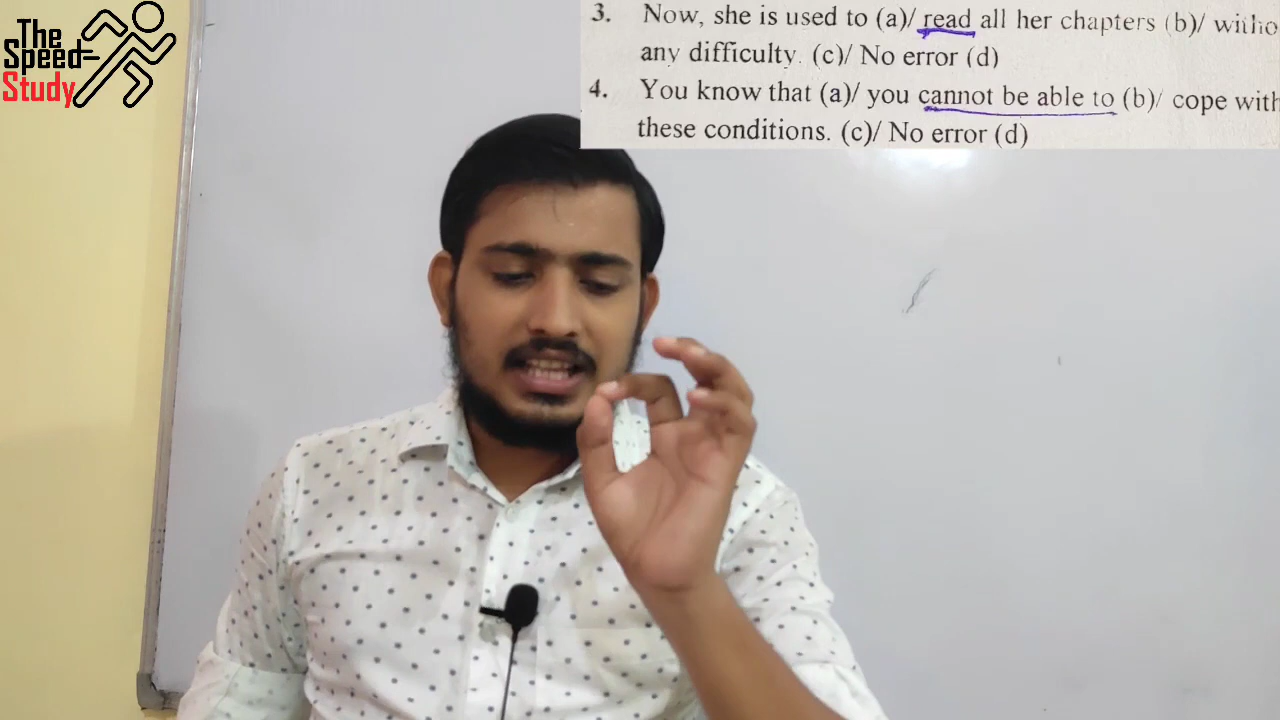 The
Speed
Study
3. Now, she is used to (a)/ read all her chapters (b)/
any difficulty. (c)/ No error (d)
4. You know that (a)/ you cannot be able to (b)/ cope with
these conditions. (c)/ No error (d)